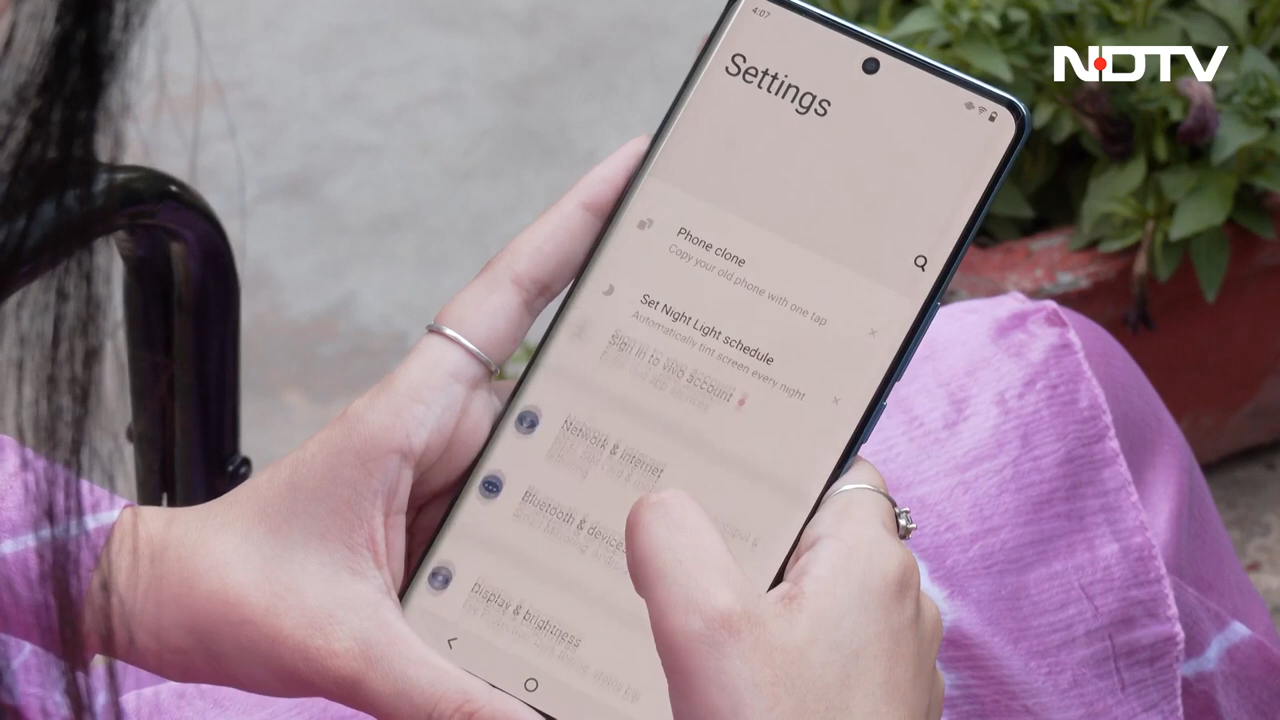 4:07
NDTV
Settings
Phone clone
Copy your old phone with one tap
Set Night Light schedule
Automatically tint screen every night
Sign in to vivo account
Network & internet
Bluetooth & devices
Display & brightness